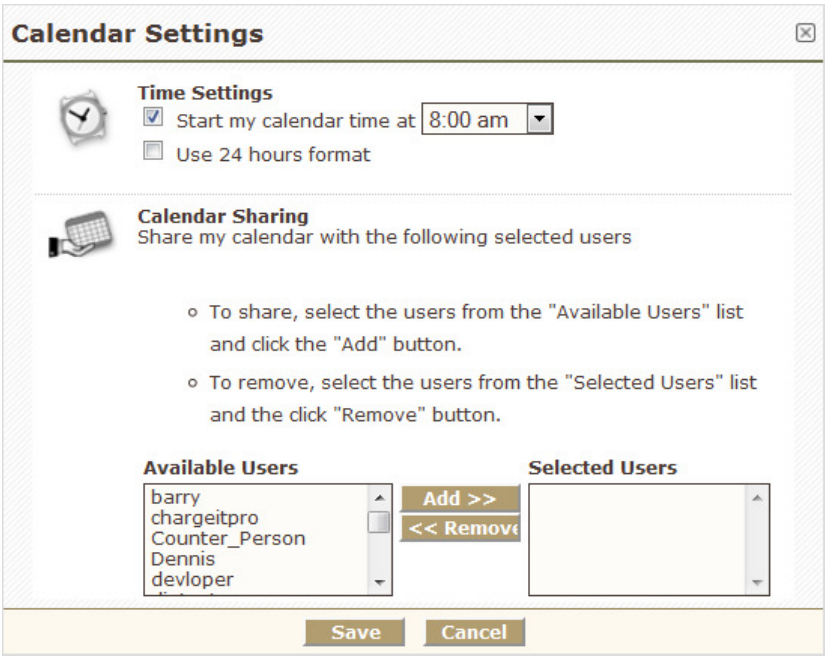 Calendar Settings
Time Settings
Start my calendar time at 8:00 am
Use 24 hours format
Calendar Sharing
Share my calendar with the following selected users
To share, select the users from the "Available Users" list
and click the "Add" button.
To remove, select the users from the "Selected Users" list
and the click "Remove" button.
Available Users Selected Users
barry
chargeitpro
Counter_Person
Dennis
devloper
Add >>
<< Remove
Save Cancel